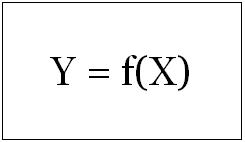 Y = f(X)